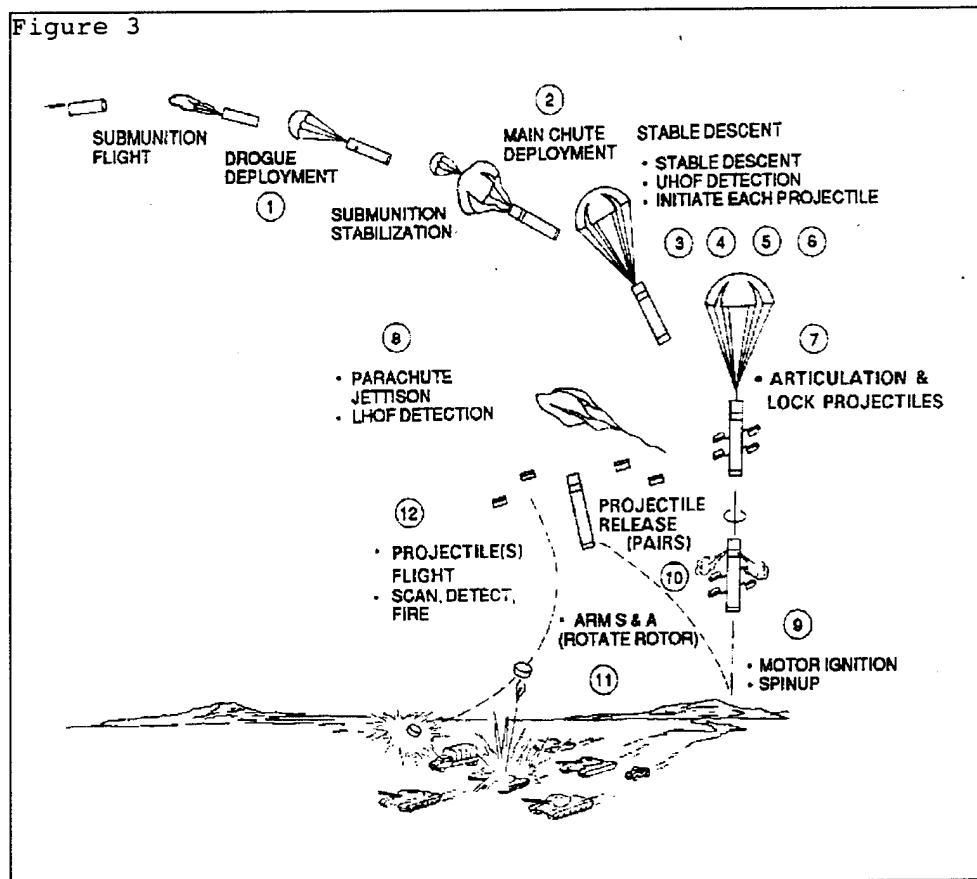 Figure 3
SUBMUNITION
FLIGHT
DROGUE
DEPLOYMENT
1
SUBMUNITION
STABILIZATION
2
MAIN CHUTE
DEPLOYMENT
STABLE DESCENT
• STABLE DESCENT
• UHOF DETECTION
• INITIATE EACH PROJECTILE
3 4 5 6
7
• ARTICULATION &
LOCK PROJECTILES
8
• PARACHUTE
JETTISON
• LHOF DETECTION
PROJECTILE
RELEASE
(PAIRS)
10
12
• PROJECTILE(S)
FLIGHT
• SCAN, DETECT,
FIRE
• ARM S & A
(ROTATE ROTOR)
11
9
• MOTOR IGNITION
• SPINUP